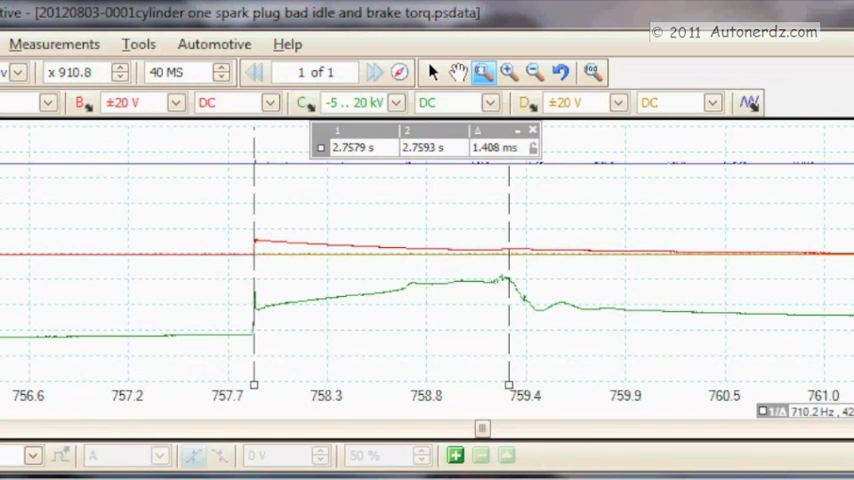 tive - [20120803-0001cylinder one spark plug bad idle and brake torq.psdata]
© 2011 Autonerdz.com
Measurements Tools Automotive Help
v x 910.8 40 MS 1 of 1
B ±20 V DC C -5 .. 20 kV DC D ±20 V DC
1 2 Δ
2.7579 s 2.7593 s 1.408 ms
756.6 757.2 757.7 758.3 758.8 759.4 759.9 760.5 761.0
1/Δ 710.2 Hz, 42
A 0 V 50 %